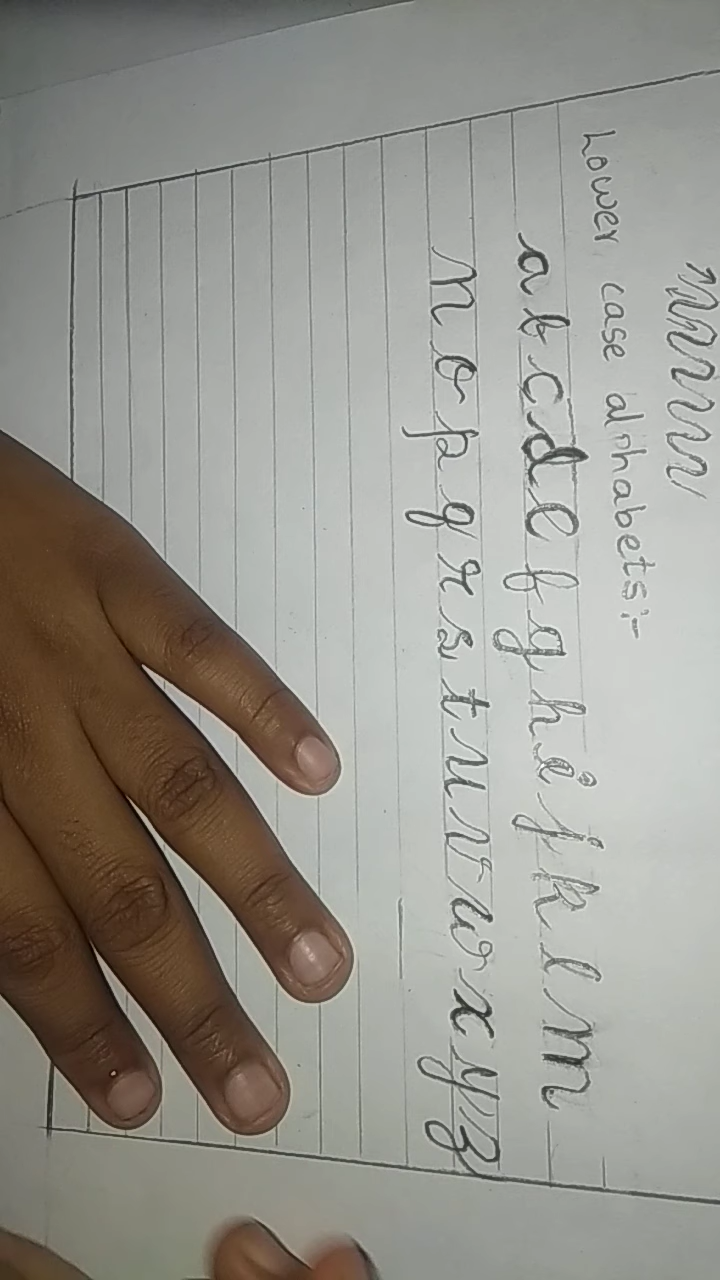 Lower case alphabets:-
a b c d e f g h i j k l m
n o p q r s t u v w x y z